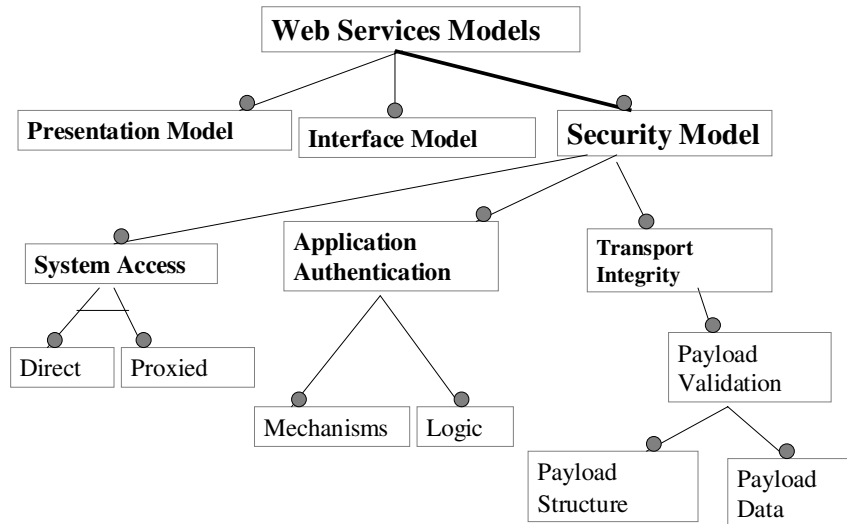 Web Services Models
Presentation Model
Interface Model
Security Model
System Access
Application
Authentication
Transport
Integrity
Direct
Proxied
Payload
Validation
Mechanisms
Logic
Payload
Structure
Payload
Data